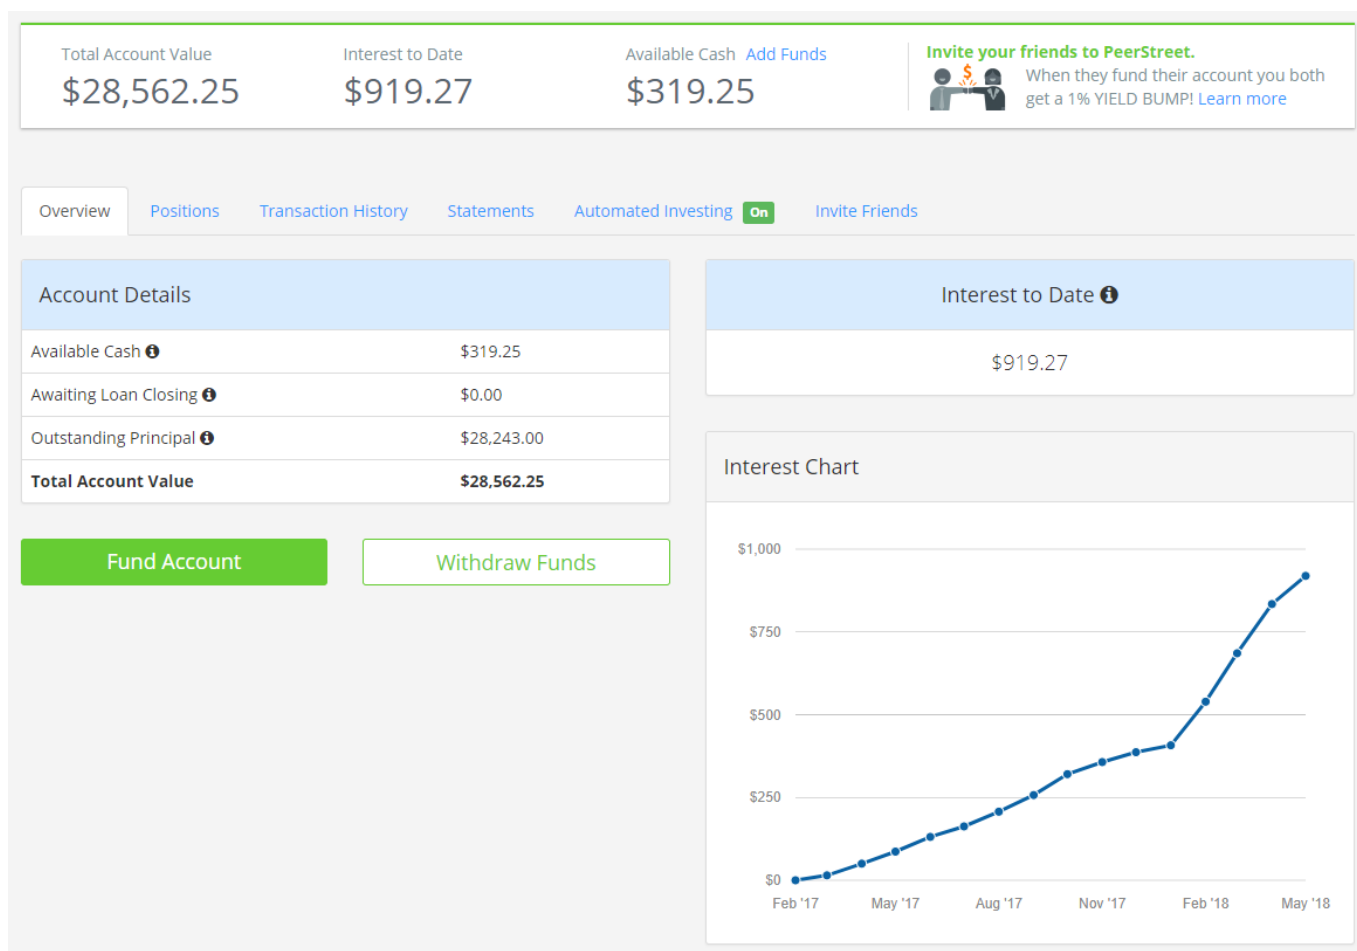 Total Account Value
$28,562.25
Interest to Date
$919.27
Available Cash Add Funds
$319.25
Invite your friends to PeerStreet.
$
When they fund their account you both
get a 1% YIELD BUMP! Learn more
Overview
Positions
Transaction History
Statements
Automated Investing On
Invite Friends
Account Details
Available Cash $319.25
Awaiting Loan Closing $0.00
Outstanding Principal $28,243.00
Total Account Value $28,562.25
Fund Account
Withdraw Funds
Interest to Date
$919.27
Interest Chart
$1,000
$750
$500
$250
$0
Feb '17 May '17 Aug '17 Nov '17 Feb '18 May '18